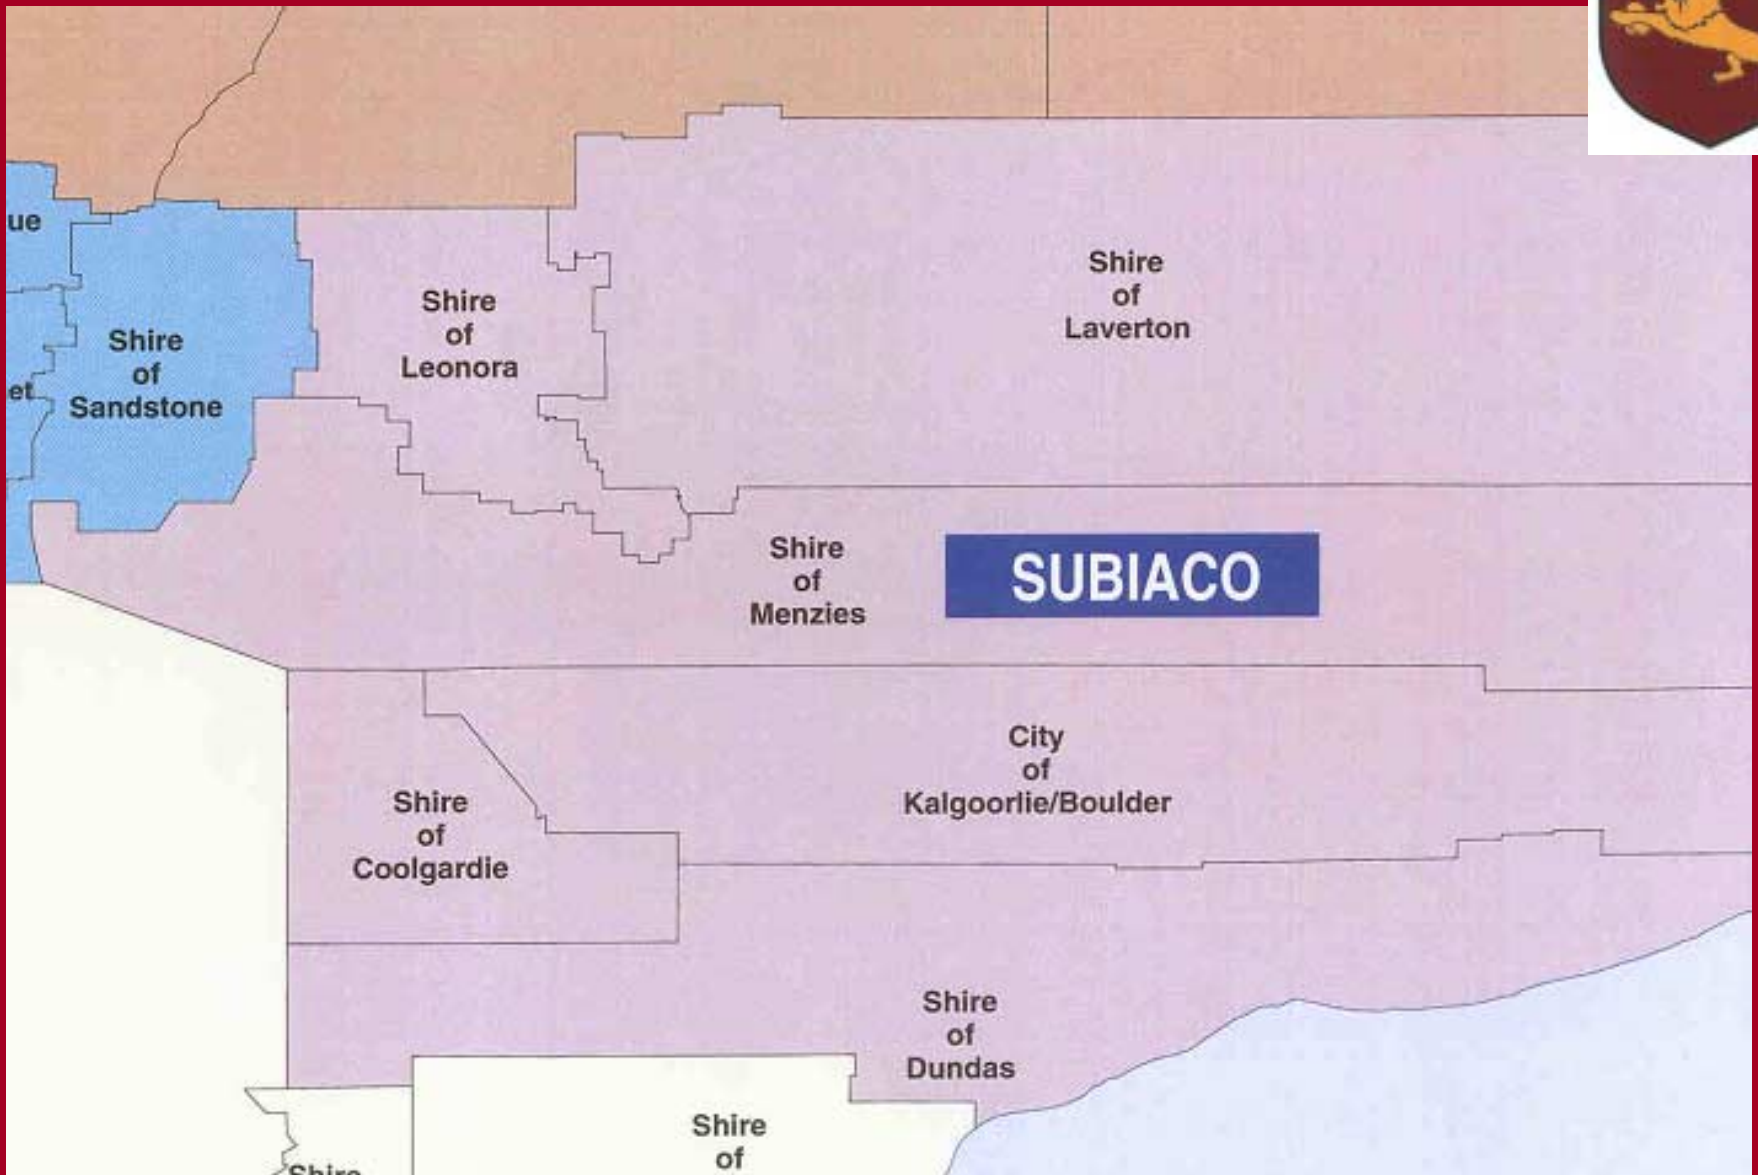 ue
Shire
of
Laverton
Shire
of
Leonora
Shire
of
Sandstone
et
Shire
of
Menzies
SUBIACO
City
of
Kalgoorlie/Boulder
Shire
of
Coolgardie
Shire
of
Dundas
Shire
of
Shire